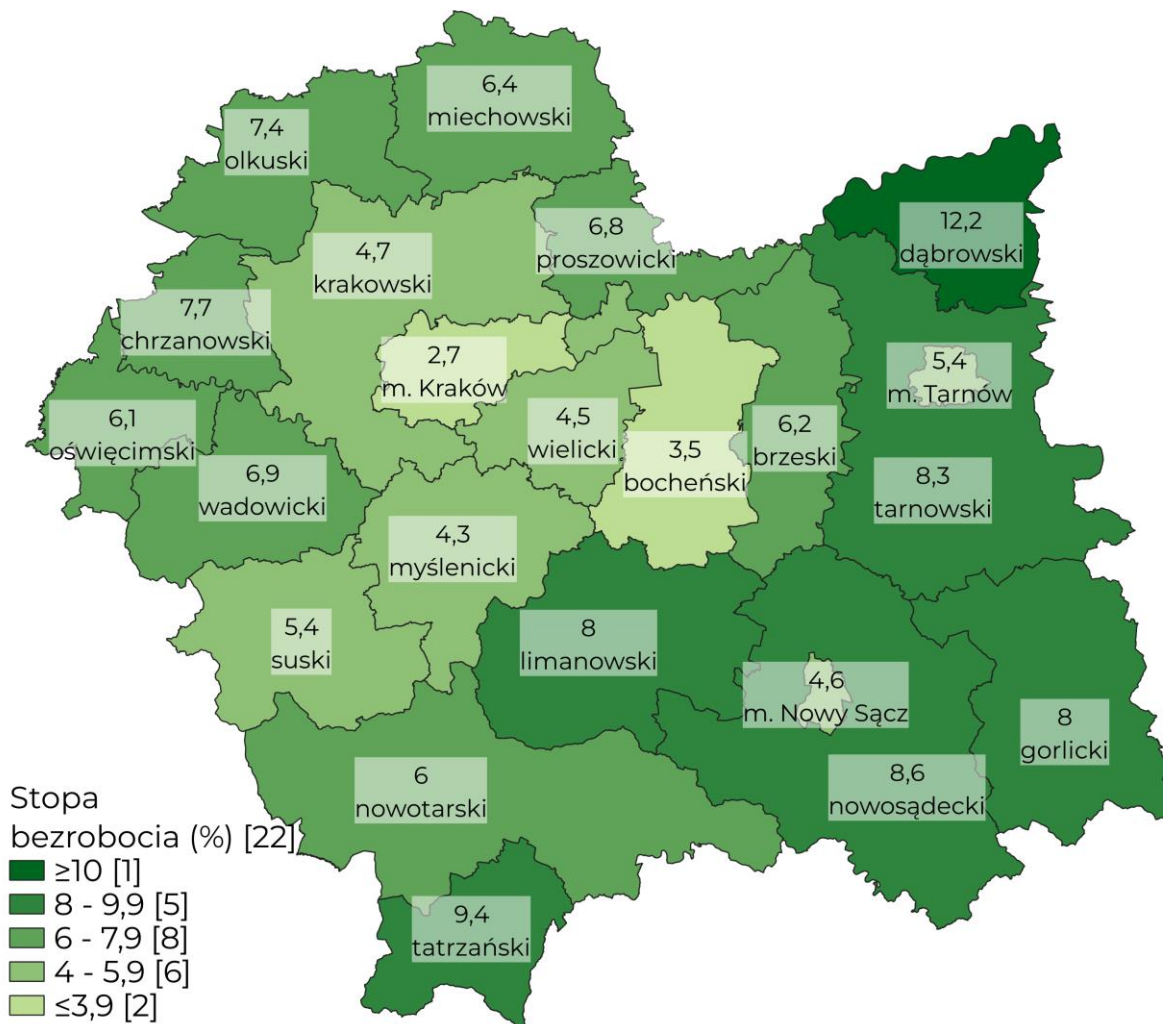 6,4
miechowski
7,4
olkuski
12,2
dąbrowski
6,8
proszowicki
4,7
krakowski
7,7
chrzanowski
2,7
m. Kraków
5,4
m. Tarnów
6,1
oświęcimski
4,5
wielicki
6,2
brzeski
3,5
bocheński
6,9
wadowicki
8,3
tarnowski
4,3
myślenicki
5,4
suski
8
limanowski
4,6
m. Nowy Sącz
8
gorlicki
6
nowotarski
8,6
nowosądecki
9,4
tatrzański
Stopa
bezrobocia (%) [22]
≥10 [1]
8 - 9,9 [5]
6 - 7,9 [8]
4 - 5,9 [6]
≤3,9 [2]